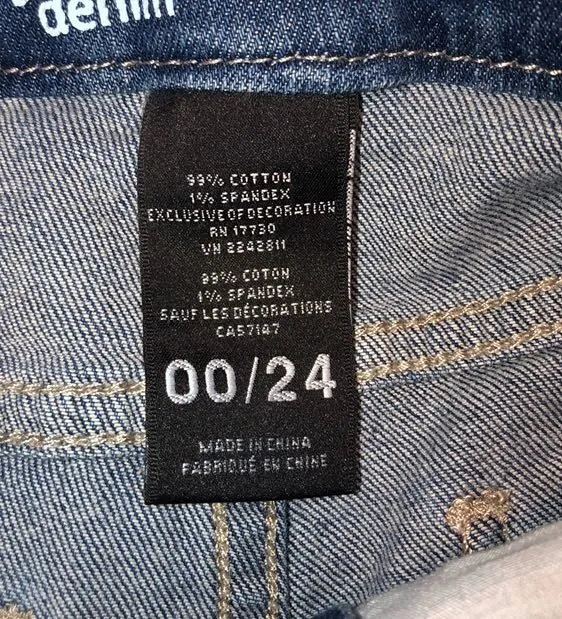 denim
99% COTTON
1% SPANDEX
EXCLUSIVE OF DECORATION
RN 17730
VN 2242811
99% COTON
1% SPANDEX
SAUF LES DÉCORATIONS
CA57147
00/24
MADE IN CHINA
FABRIQUÉ EN CHINE